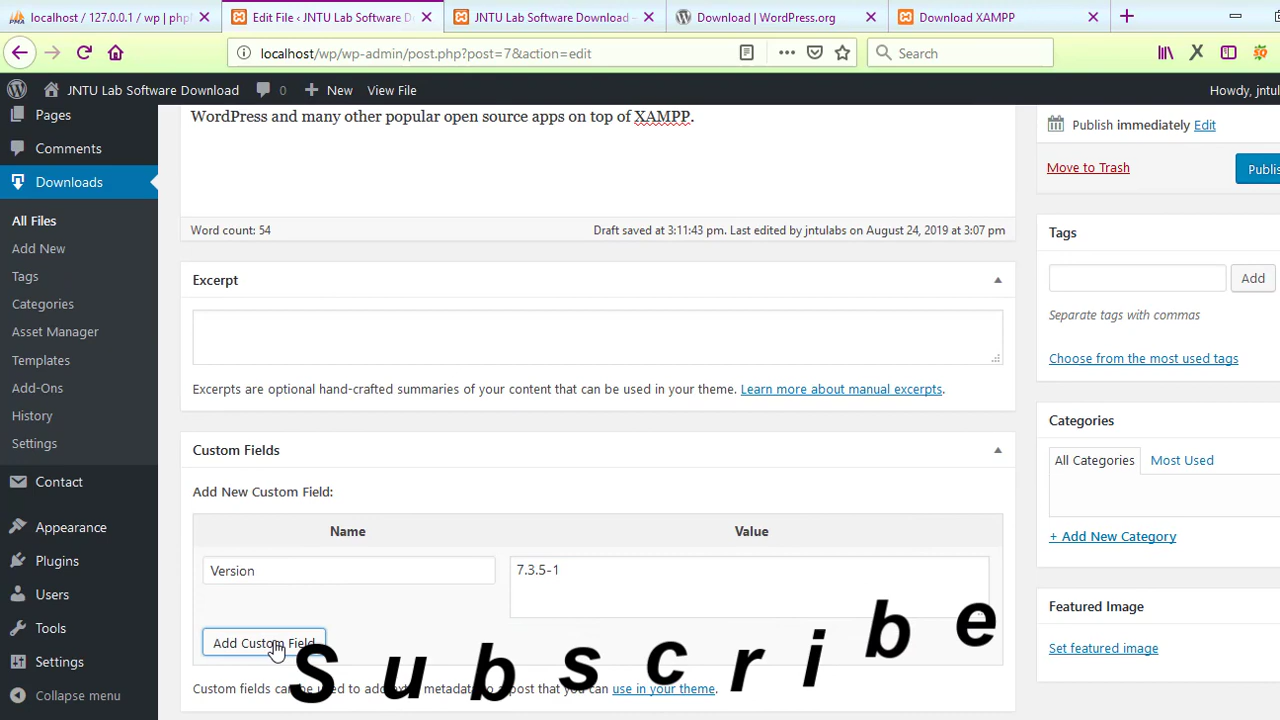 localhost / 127.0.0.1 / wp | php
Edit File ‹ JNTU Lab Software D
JNTU Lab Software Download –
Download | WordPress.org
Download XAMPP
localhost/wp/wp-admin/post.php?post=7&action=edit
Search
JNTU Lab Software Download
0
New
View File
Howdy, jntul
Pages
Comments
Downloads
All Files
Add New
Tags
Categories
Asset Manager
Templates
Add-Ons
History
Settings
Contact
Appearance
Plugins
Users
Tools
Settings
Collapse menu
WordPress and many other popular open source apps on top of XAMPP.
Word count: 54
Draft saved at 3:11:43 pm. Last edited by jntulabs on August 24, 2019 at 3:07 pm
Excerpt
Excerpts are optional hand-crafted summaries of your content that can be used in your theme. Learn more about manual excerpts.
Custom Fields
Add New Custom Field:
Name
Value
Version
7.3.5-1
Add Custom Field
Custom fields can be used to add extra metadata to a post that you can use in your theme.
Subscribe
Publish immediately Edit
Move to Trash
Publis
Tags
Add
Separate tags with commas
Choose from the most used tags
Categories
All Categories
Most Used
+ Add New Category
Featured Image
Set featured image